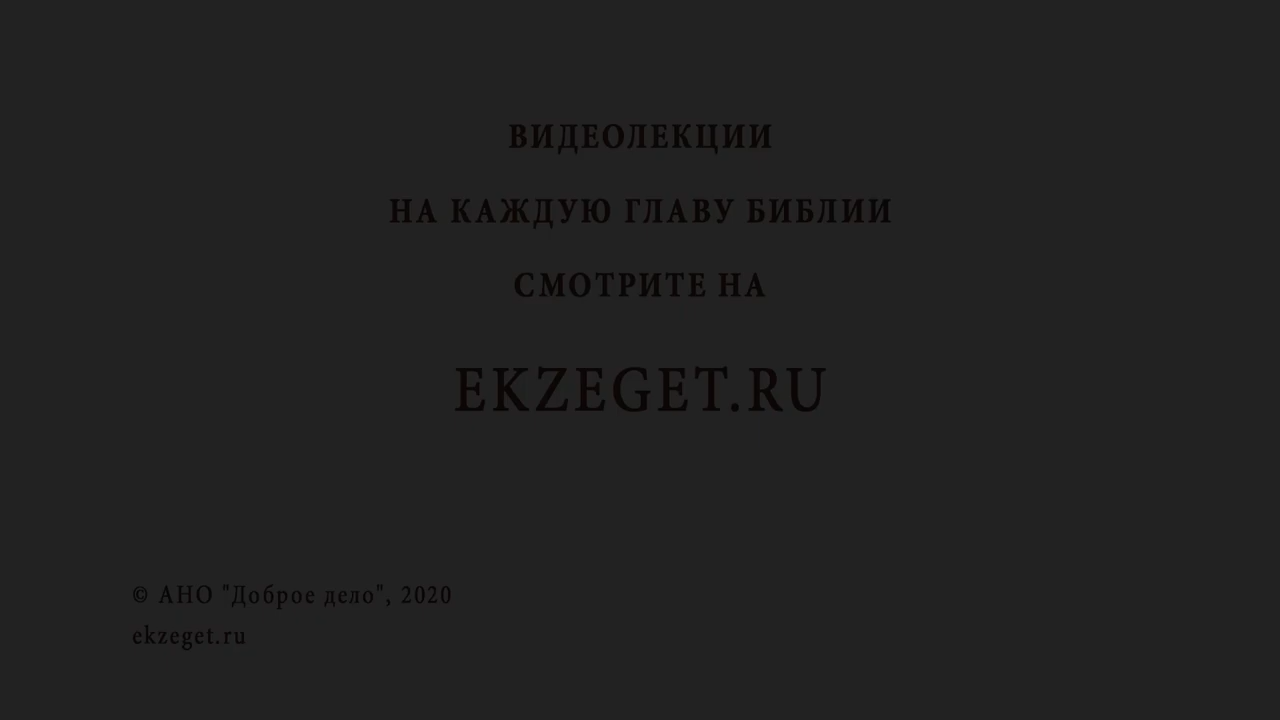 ВИДЕОЛЕКЦИИ
НА КАЖДУЮ ГЛАВУ БИБЛИИ
СМОТРИТЕ НА
EKZEGET.RU
© АНО "Доброе дело", 2020
ekzeget.ru